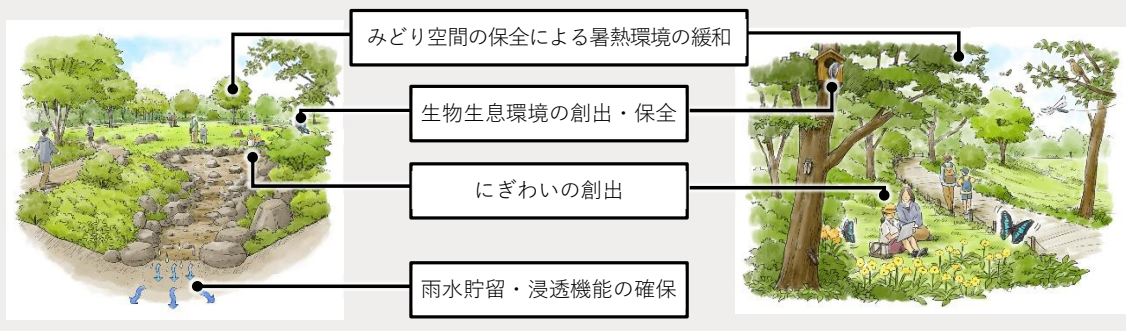 みどり空間の保全による暑熱環境の緩和
生物生息環境の創出・保全
にぎわいの創出
雨水貯留・浸透機能の確保